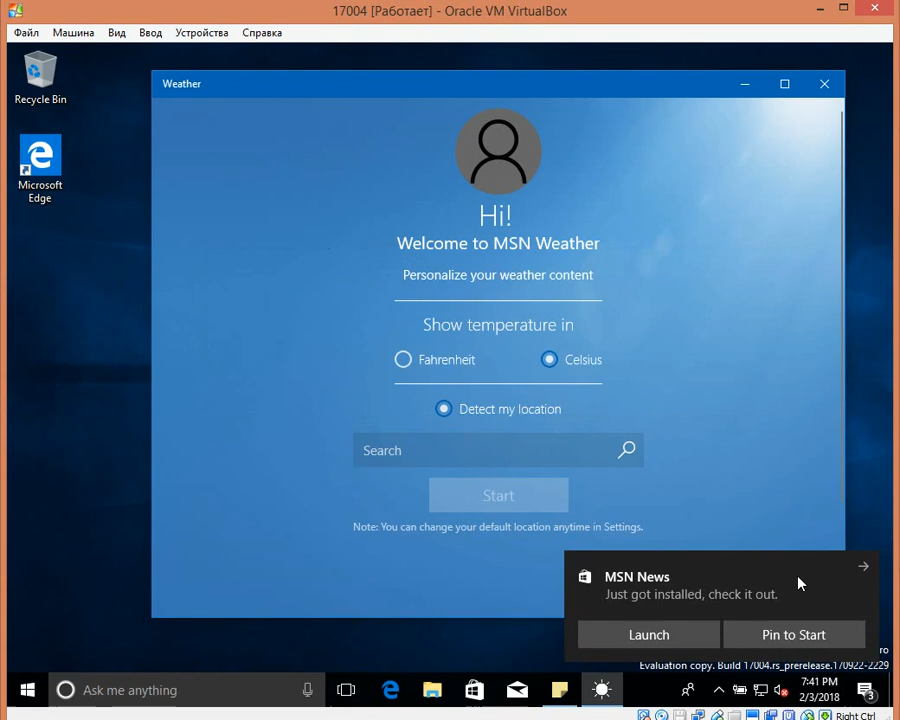 17004 [Работает] - Oracle VM VirtualBox
Файл Машина Вид Ввод Устройства Справка
Recycle Bin
Microsoft
Edge
Weather
Hi!
Welcome to MSN Weather
Personalize your weather content
Show temperature in
Fahrenheit Celsius
Detect my location
Search
Start
Note: You can change your default location anytime in Settings.
MSN News
Just got installed, check it out.
Launch Pin to Start
ro
Evaluation copy. Build 17004.rs_prerelease.170922-2229
Ask me anything
7:41 PM
2/3/2018
3
Right Ctrl